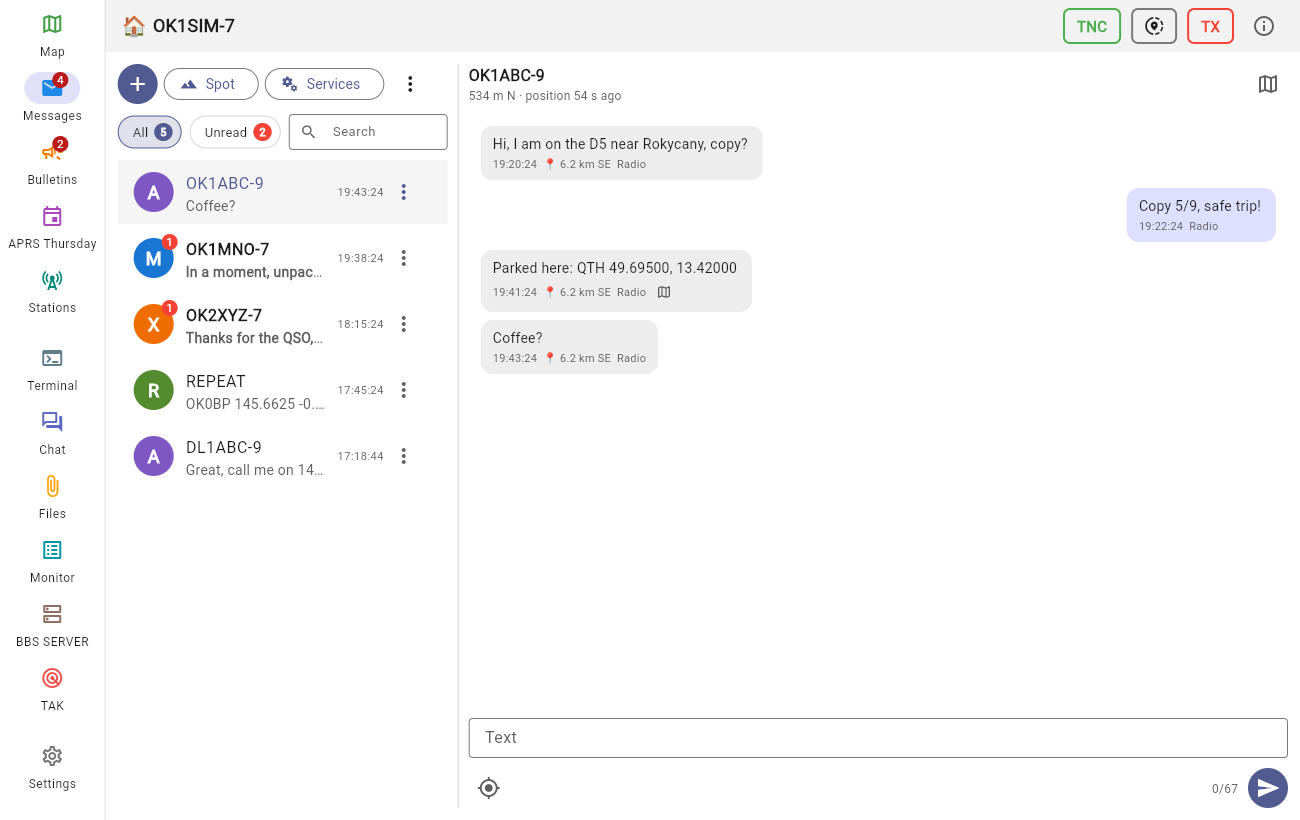 Map
4
Messages
2
Bulletins
APRS Thursday
Stations
Terminal
Chat
Files
Monitor
BBS SERVER
TAK
Settings
OK1SIM-7
TNC
TX
Spot
Services
All 5
Unread 2
Search
A
OK1ABC-9
19:43:24
Coffee?
M
1
OK1MNO-7
19:38:24
In a moment, unpac…
X
1
OK2XYZ-7
18:15:24
Thanks for the QSO,…
R
REPEAT
17:45:24
OK0BP 145.6625 -0.…
A
DL1ABC-9
17:18:44
Great, call me on 14…
OK1ABC-9
534 m N · position 54 s ago
Hi, I am on the D5 near Rokycany, copy?
19:20:24 📍 6.2 km SE Radio
Copy 5/9, safe trip!
19:22:24 Radio
Parked here: QTH 49.69500, 13.42000
19:41:24 📍 6.2 km SE Radio
Coffee?
19:43:24 📍 6.2 km SE Radio
Text
0/67